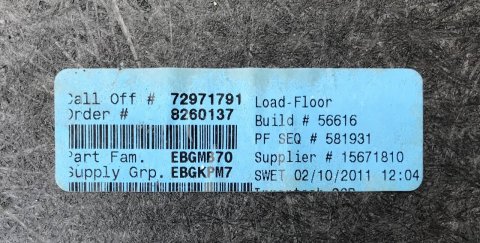 Call Off # 72971791
Order # 8260137
Part Fam. EBGMB70
Supply Grp. EBGKPM7
Load-Floor
Build # 56616
PF SEQ # 581931
Supplier # 15671810
SWET 02/10/2011 12:04